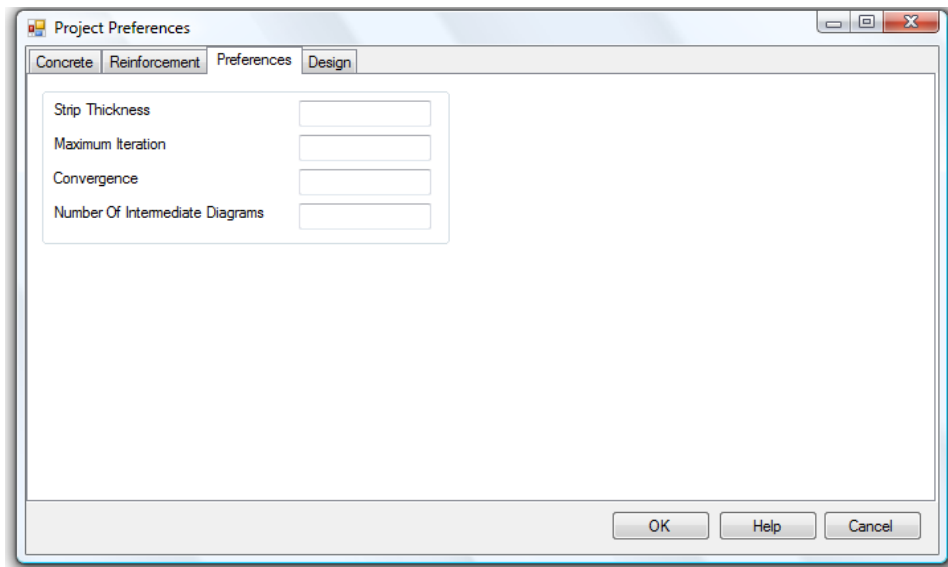 Project Preferences
Concrete Reinforcement Preferences Design
Strip Thickness
Maximum Iteration
Convergence
Number Of Intermediate Diagrams
OK Help Cancel